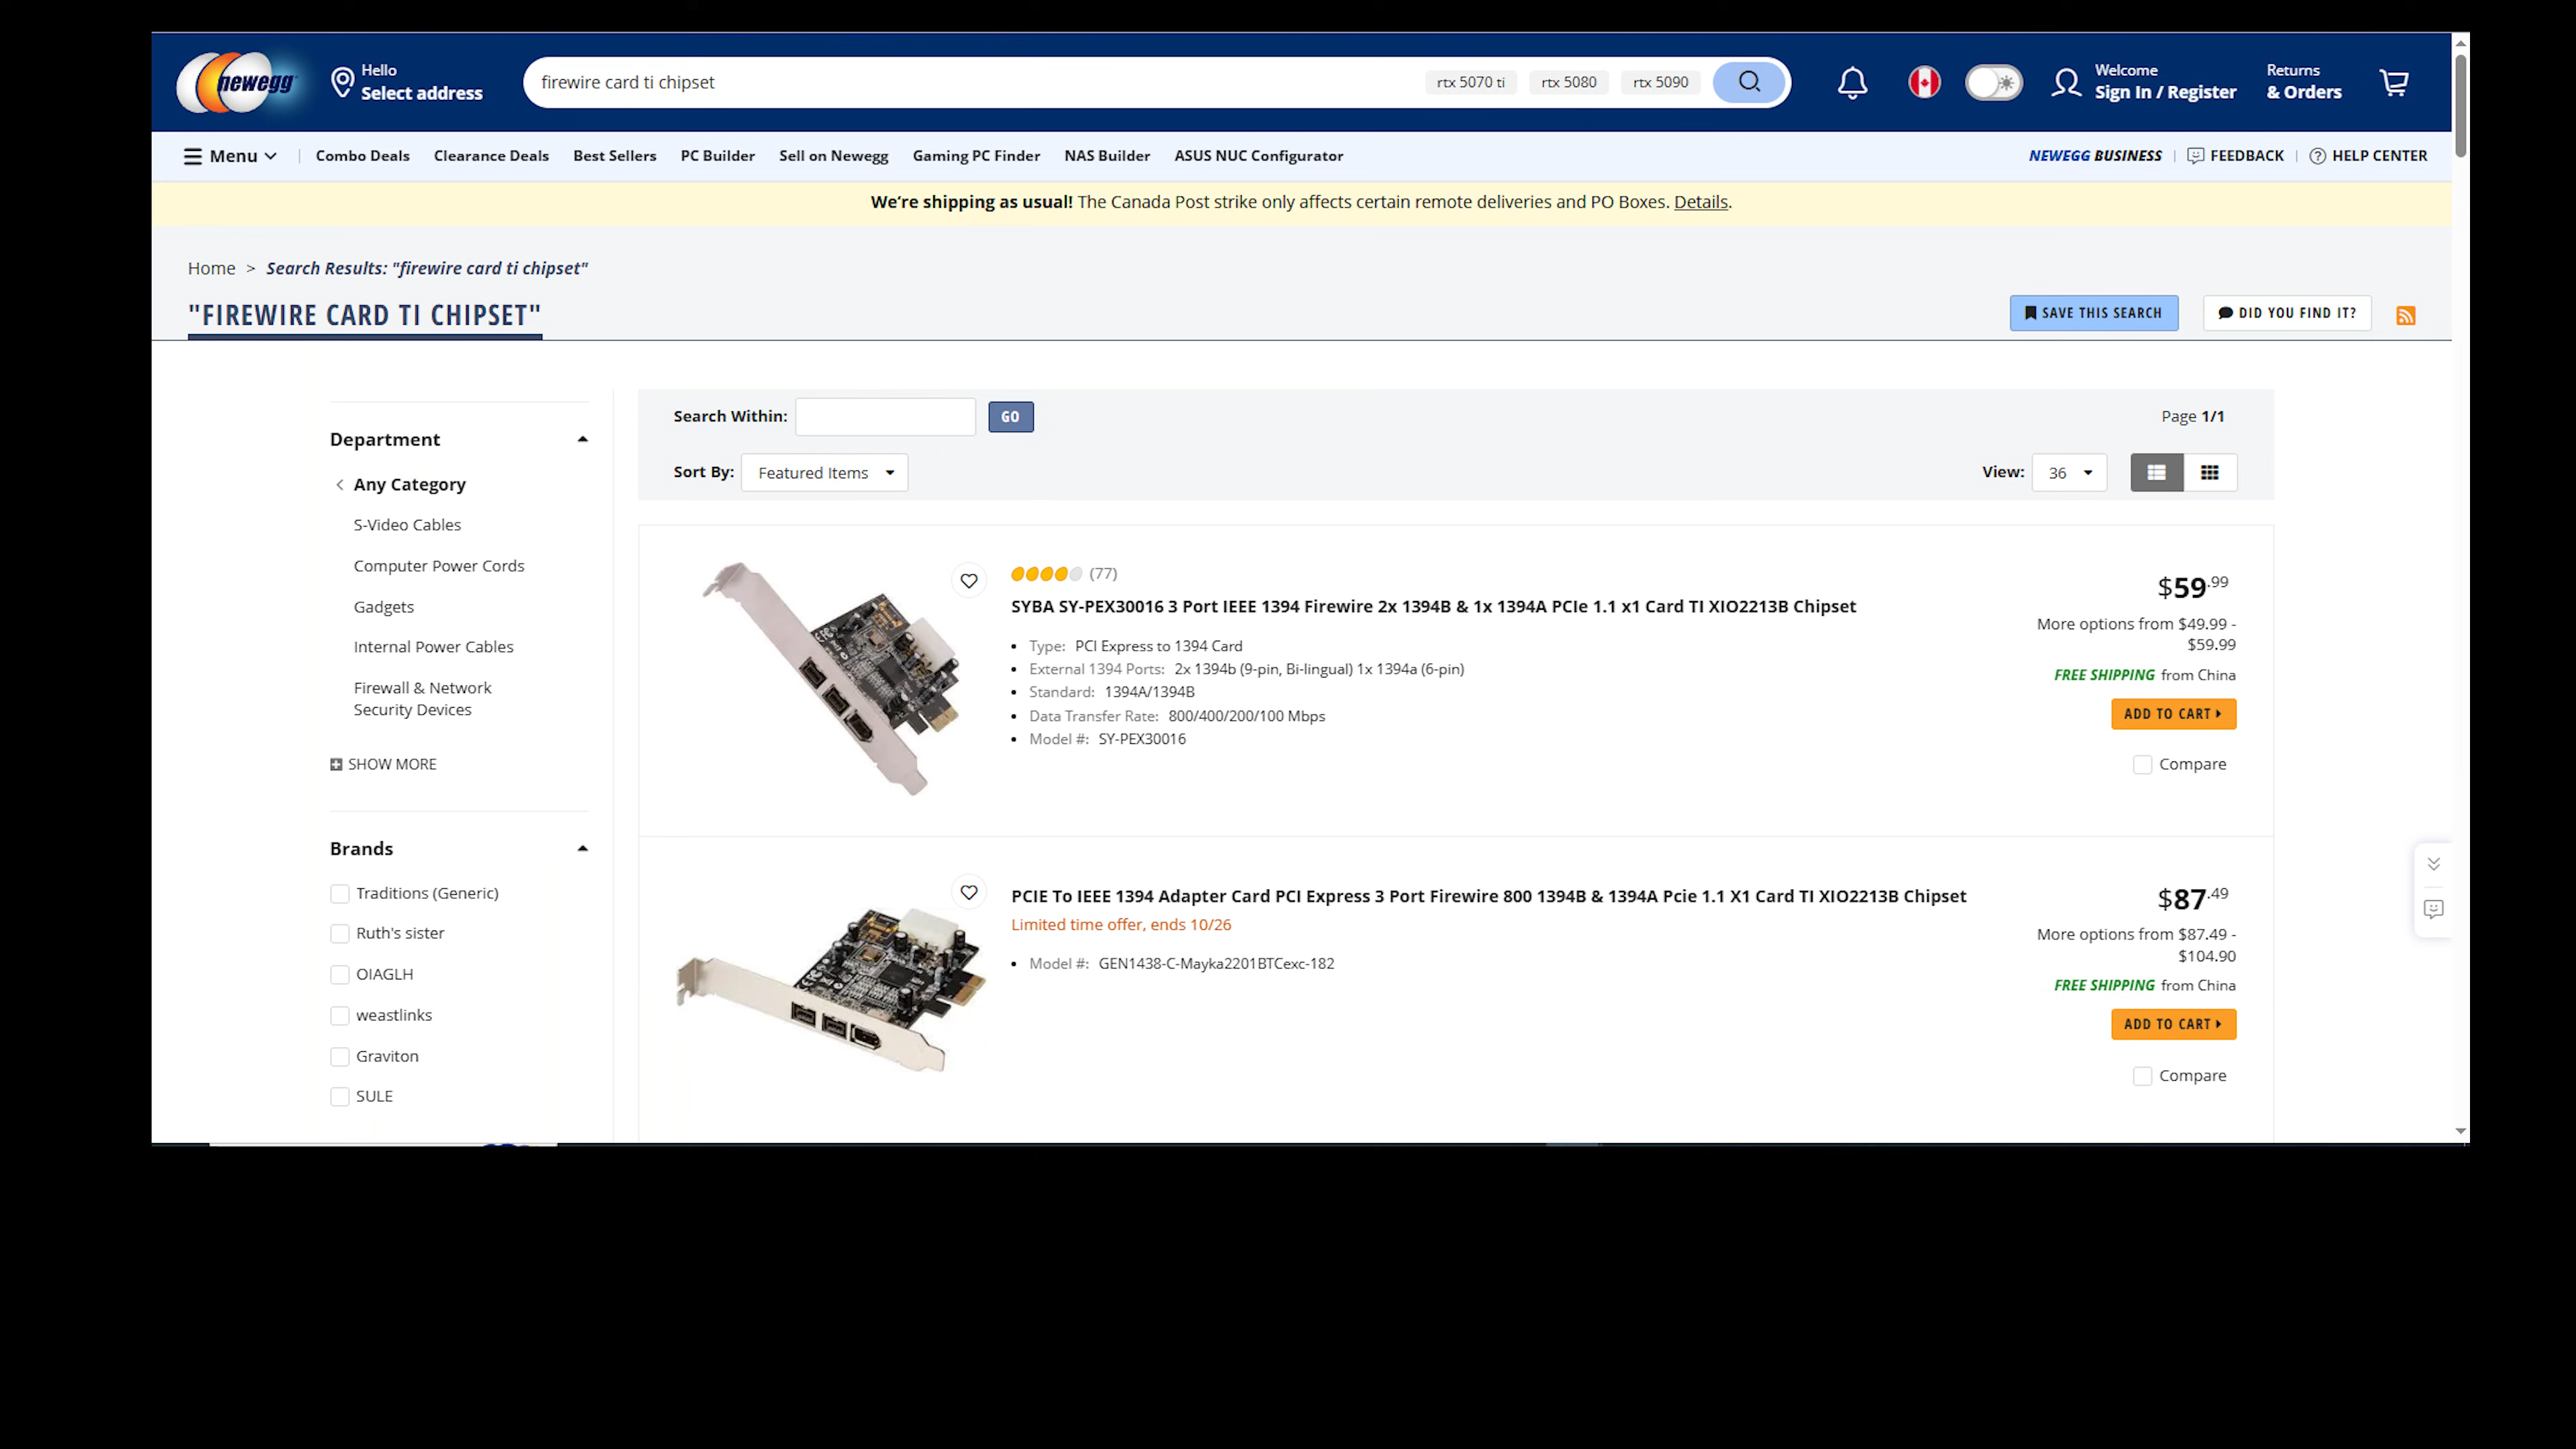 newegg
Hello
Select address
firewire card ti chipset
rtx 5070 ti
rtx 5080
rtx 5090
Welcome
Sign In / Register
Returns
& Orders
Menu
Combo Deals
Clearance Deals
Best Sellers
PC Builder
Sell on Newegg
Gaming PC Finder
NAS Builder
ASUS NUC Configurator
NEWEGG BUSINESS
FEEDBACK
HELP CENTER
We're shipping as usual! The Canada Post strike only affects certain remote deliveries and PO Boxes. Details.
Home > Search Results: "firewire card ti chipset"
"FIREWIRE CARD TI CHIPSET"
SAVE THIS SEARCH
DID YOU FIND IT?
Department
Any Category
S-Video Cables
Computer Power Cords
Gadgets
Internal Power Cables
Firewall & Network
Security Devices
SHOW MORE
Brands
Traditions (Generic)
Ruth's sister
OIAGLH
weastlinks
Graviton
SULE
Search Within:
GO
Page 1/1
Sort By: Featured Items
View: 36
(77)
SYBA SY-PEX30016 3 Port IEEE 1394 Firewire 2x 1394B & 1x 1394A PCIe 1.1 x1 Card TI XIO2213B Chipset
Type: PCI Express to 1394 Card
External 1394 Ports: 2x 1394b (9-pin, Bi-lingual) 1x 1394a (6-pin)
Standard: 1394A/1394B
Data Transfer Rate: 800/400/200/100 Mbps
Model #: SY-PEX30016
$59.99
More options from $49.99 -
$59.99
FREE SHIPPING from China
ADD TO CART
Compare
PCIE To IEEE 1394 Adapter Card PCI Express 3 Port Firewire 800 1394B & 1394A Pcie 1.1 X1 Card TI XIO2213B Chipset
Limited time offer, ends 10/26
Model #: GEN1438-C-Mayka2201BTCexc-182
$87.49
More options from $87.49 -
$104.90
FREE SHIPPING from China
ADD TO CART
Compare